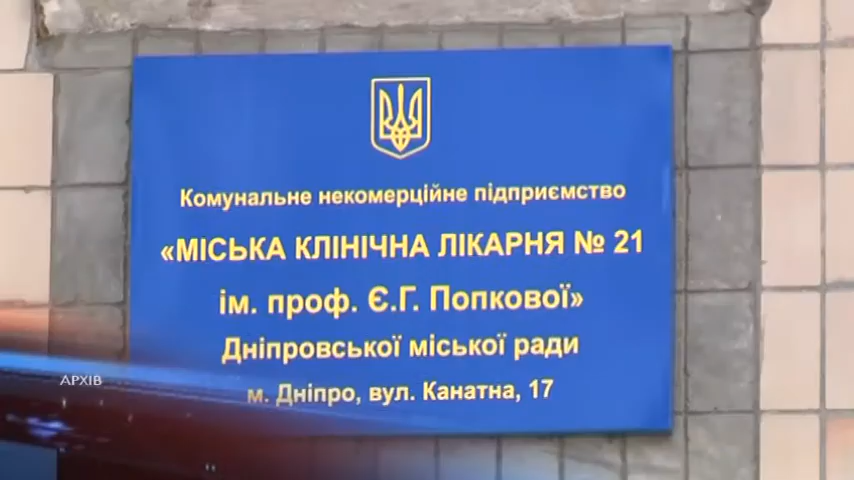 Комунальне некомерційне підприємство
«МІСЬКА КЛІНІЧНА ЛІКАРНЯ № 21
ім. проф. Є.Г. Попкової»
Дніпровської міської ради
м. Дніпро, вул. Канатна, 17
АРХІВ